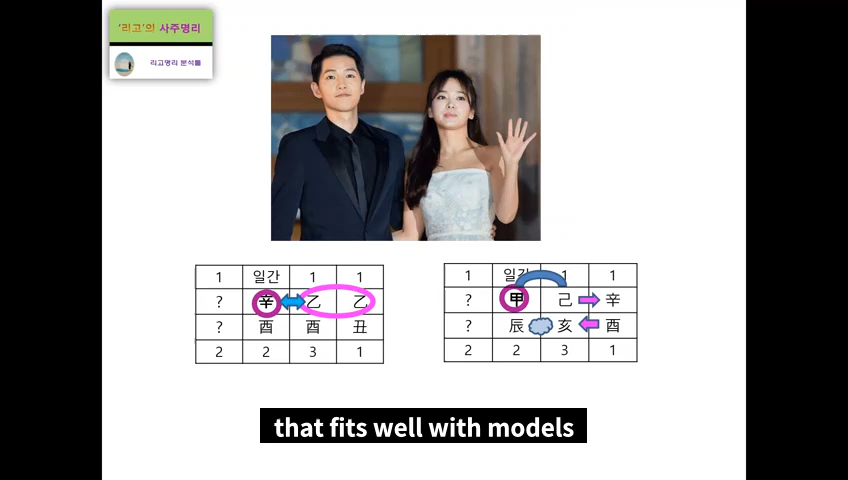 '리고'의 사주명리
리고명리 분석툴
1 일간 1 1
? 辛 乙 乙
? 酉 酉 丑
2 2 3 1
1 일간 1 1
? 甲 己 辛
? 辰 亥 酉
2 2 3 1
that fits well with models